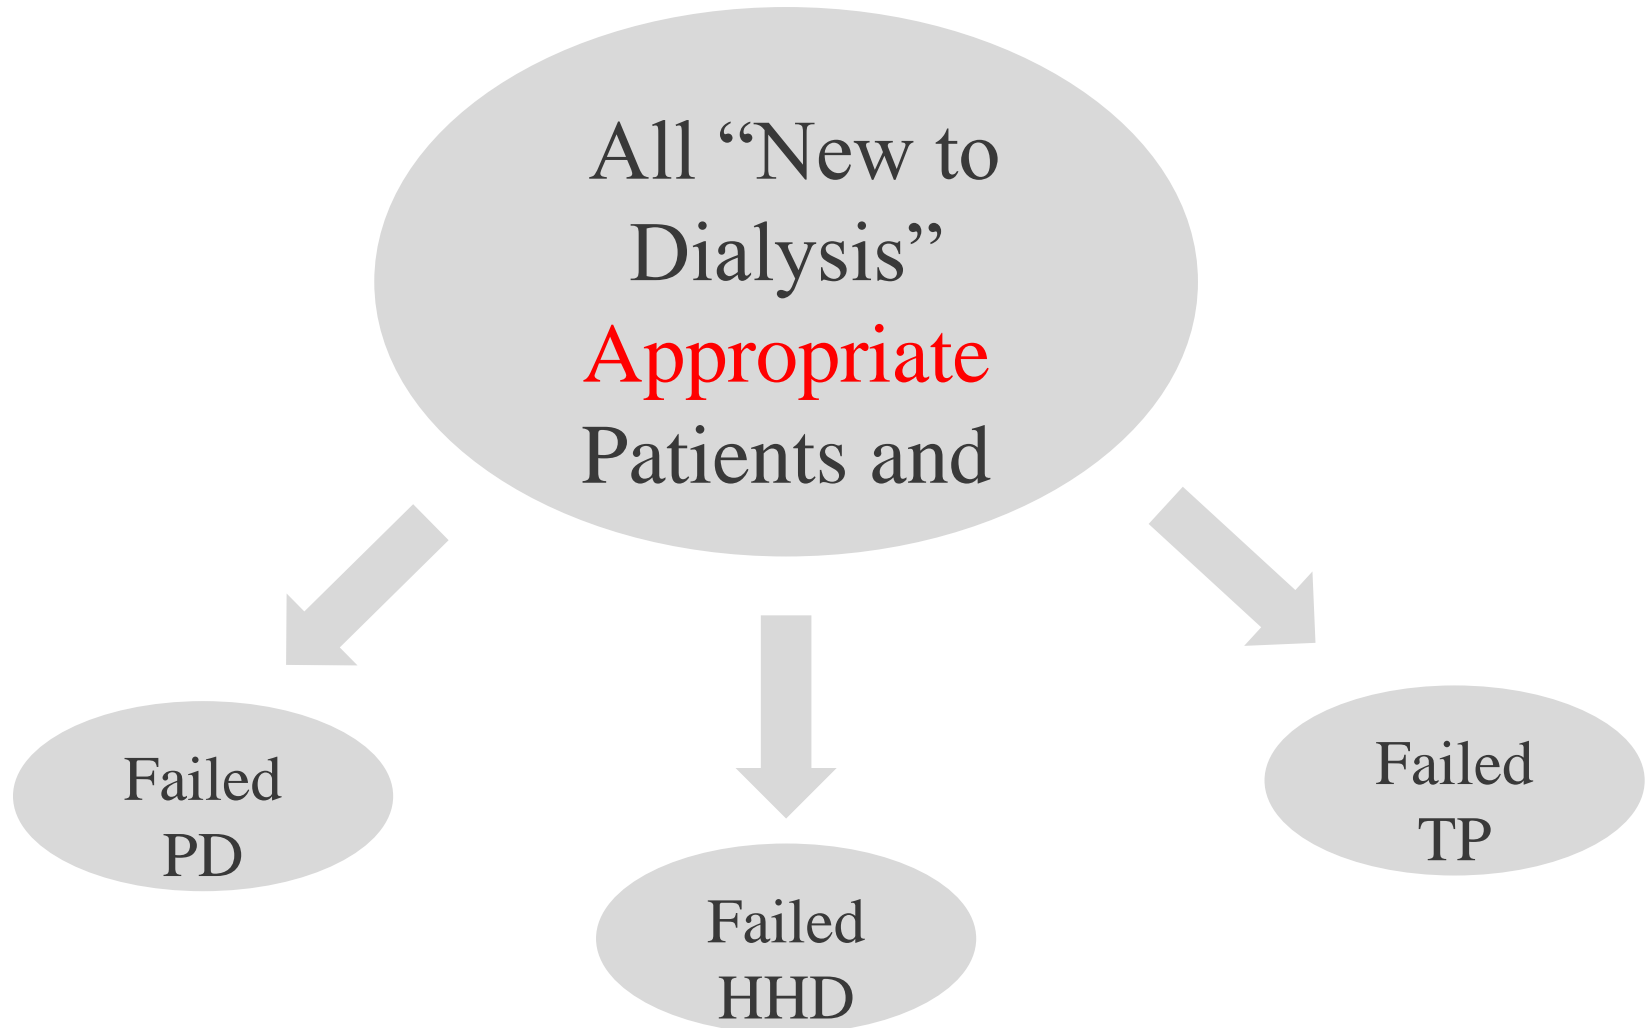 All “New to
Dialysis”
Appropriate
Patients and
Failed
PD
Failed
HHD
Failed
TP